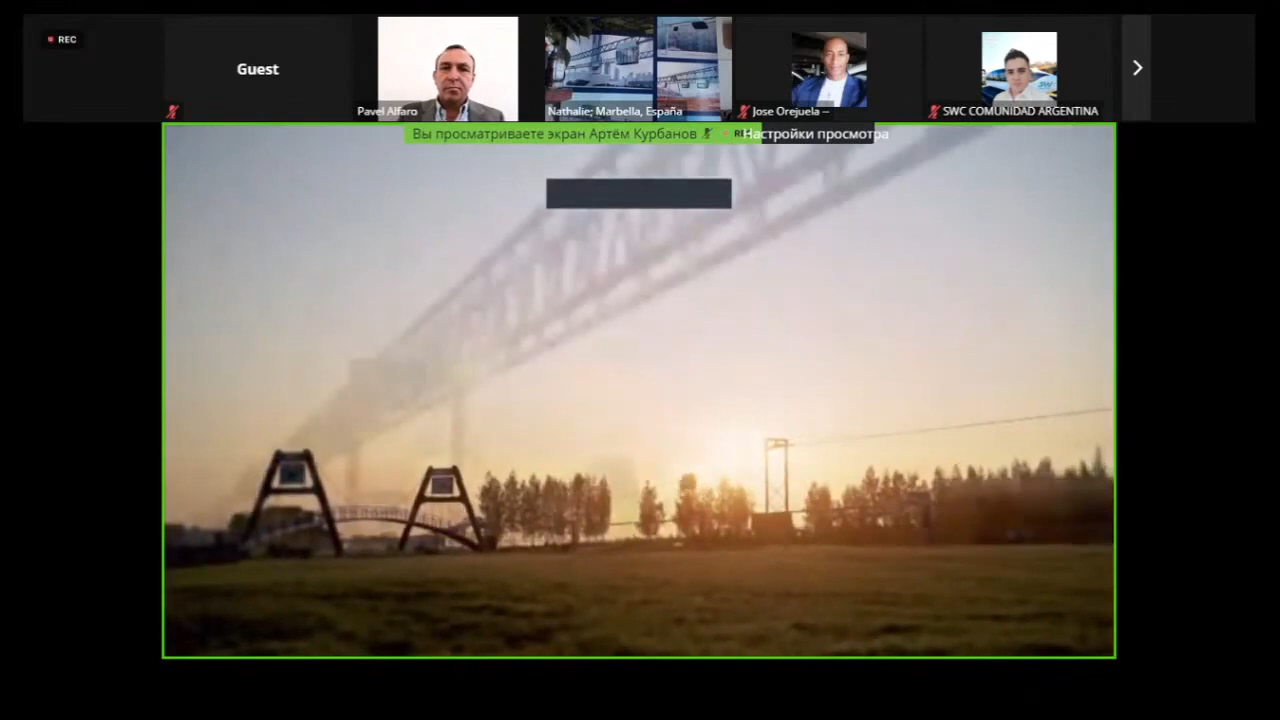 REC
Guest
Pavel Alfaro
Nathalie; Marbella, España
Jose Orejuela –
SWC COMUNIDAD ARGENTINA
Вы просматриваете экран Артём Курбанов
Настройки просмотра